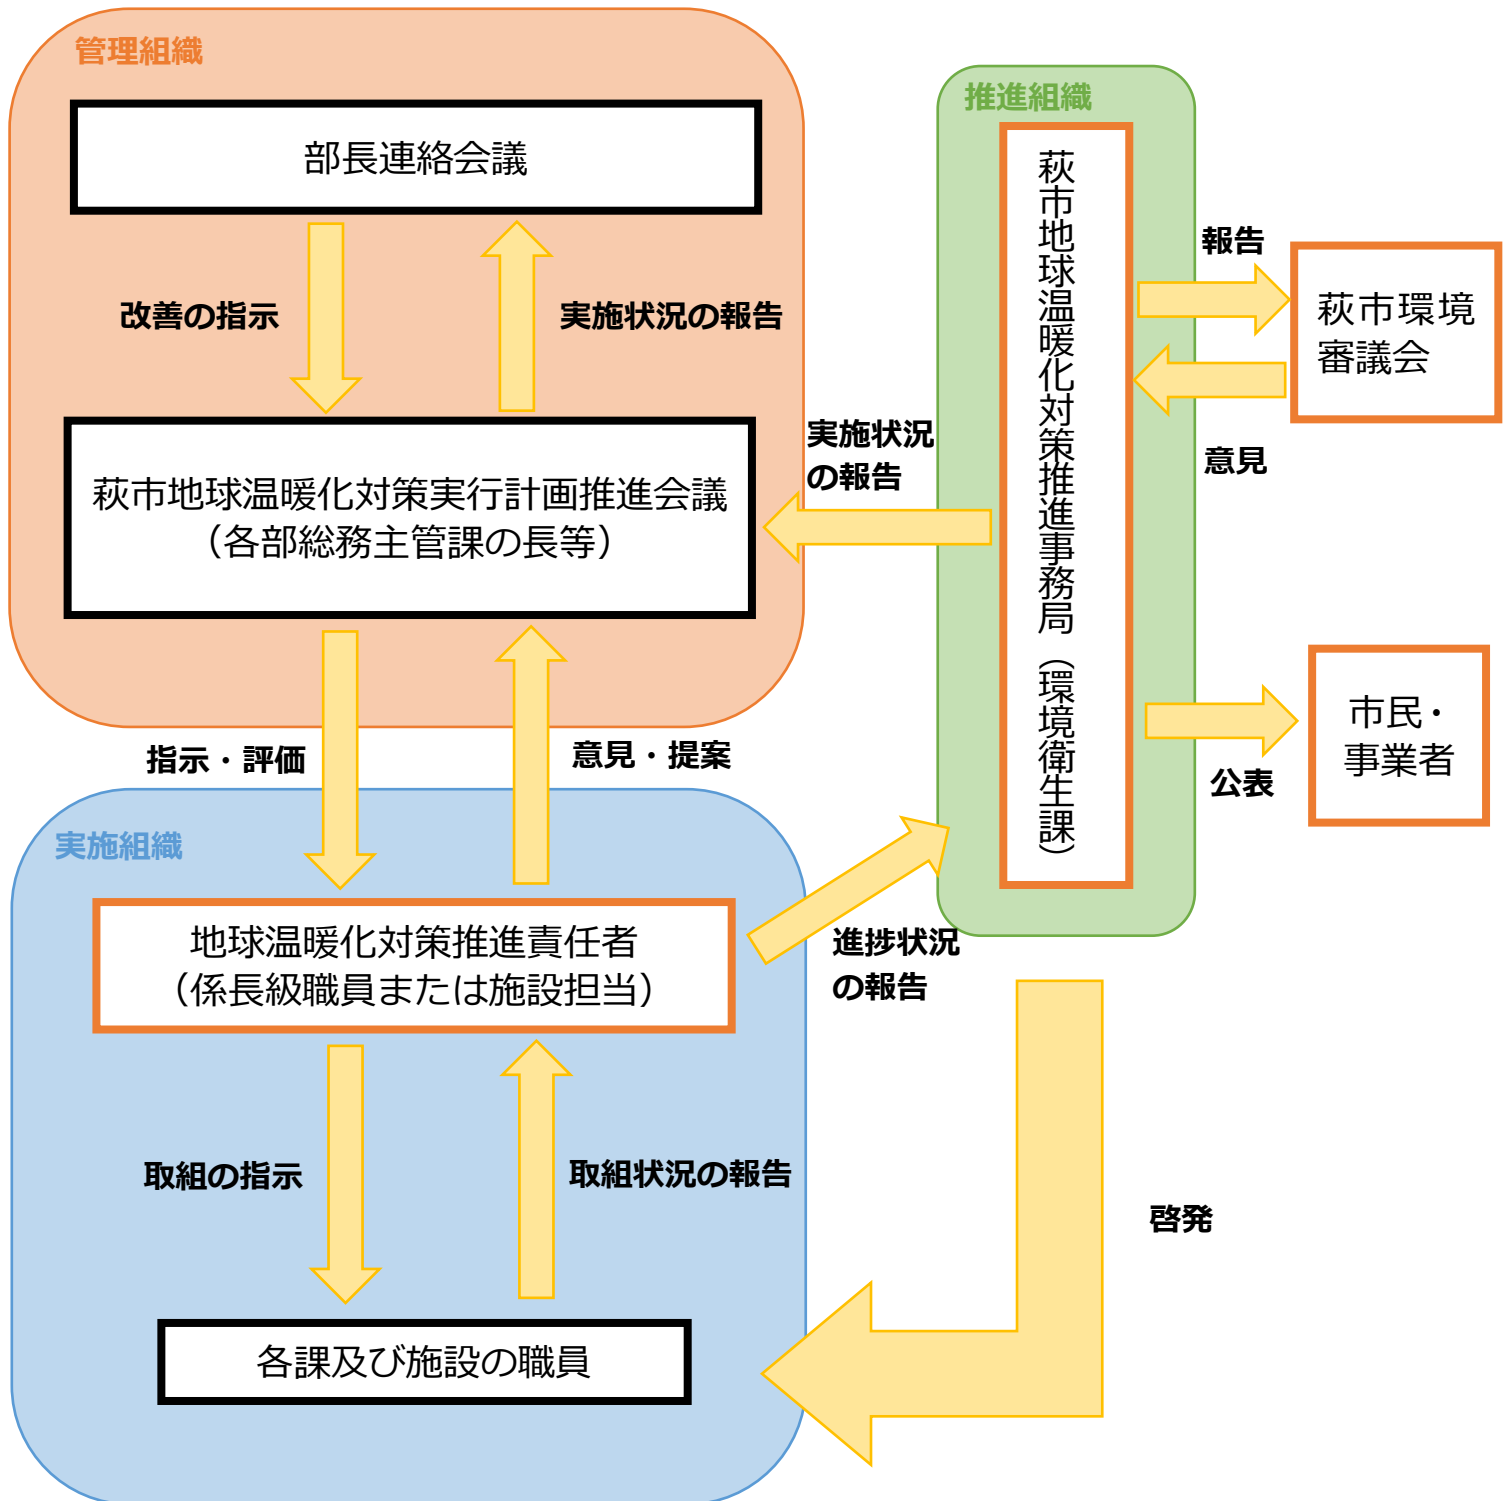 管理組織
部長連絡会議
改善の指示
実施状況の報告
萩市地球温暖化対策実行計画推進会議
（各部総務主管課の長等）
実施状況
の報告
指示・評価
意見・提案
推進組織
萩市地球温暖化対策推進事務局（環境衛生課）
報告
萩市環境
審議会
意見
市民・
事業者
公表
実施組織
地球温暖化対策推進責任者
（係長級職員または施設担当）
進捗状況
の報告
取組の指示
取組状況の報告
啓発
各課及び施設の職員